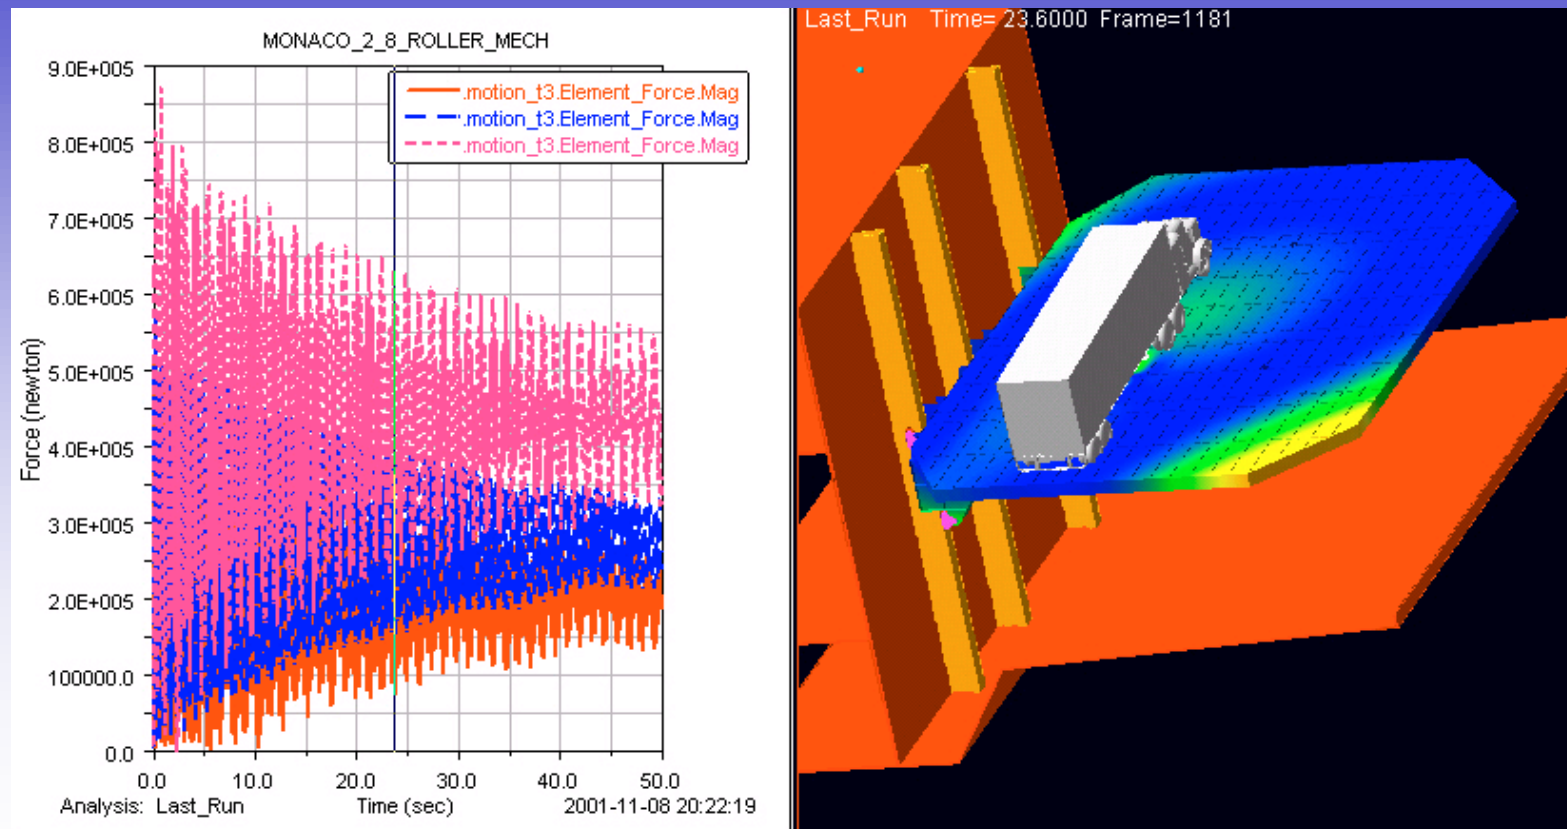 MONACO_2_8_ROLLER_MECH
9.0E+005
8.0E+005
7.0E+005
6.0E+005
5.0E+005
4.0E+005
3.0E+005
2.0E+005
100000.0
0.0
Force (newton)
.motion_t3.Element_Force.Mag
.motion_t3.Element_Force.Mag
.motion_t3.Element_Force.Mag
0.0 10.0 20.0 30.0 40.0 50.0
Analysis: Last_Run Time (sec) 2001-11-08 20:22:19
Last_Run Time= 23.6000 Frame=1181